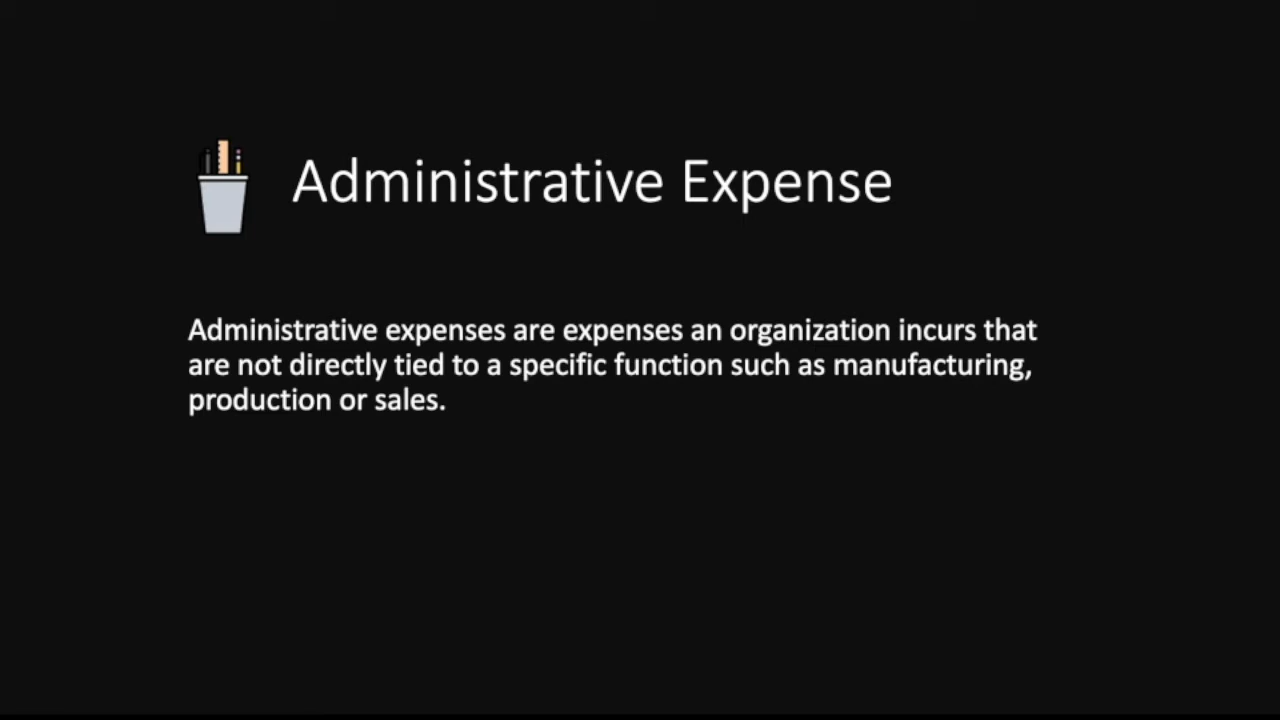 Administrative Expense
Administrative expenses are expenses an organization incurs that
are not directly tied to a specific function such as manufacturing,
production or sales.